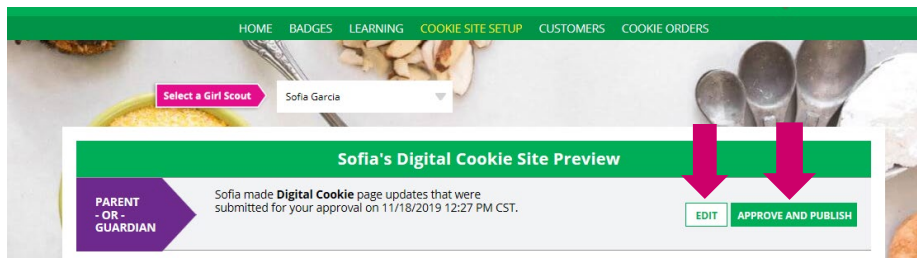 HOME BADGES LEARNING COOKIE SITE SETUP CUSTOMERS COOKIE ORDERS
Select a Girl Scout Sofia Garcia
Sofia's Digital Cookie Site Preview
PARENT
- OR -
GUARDIAN
Sofia made Digital Cookie page updates that were
submitted for your approval on 11/18/2019 12:27 PM CST.
EDIT APPROVE AND PUBLISH